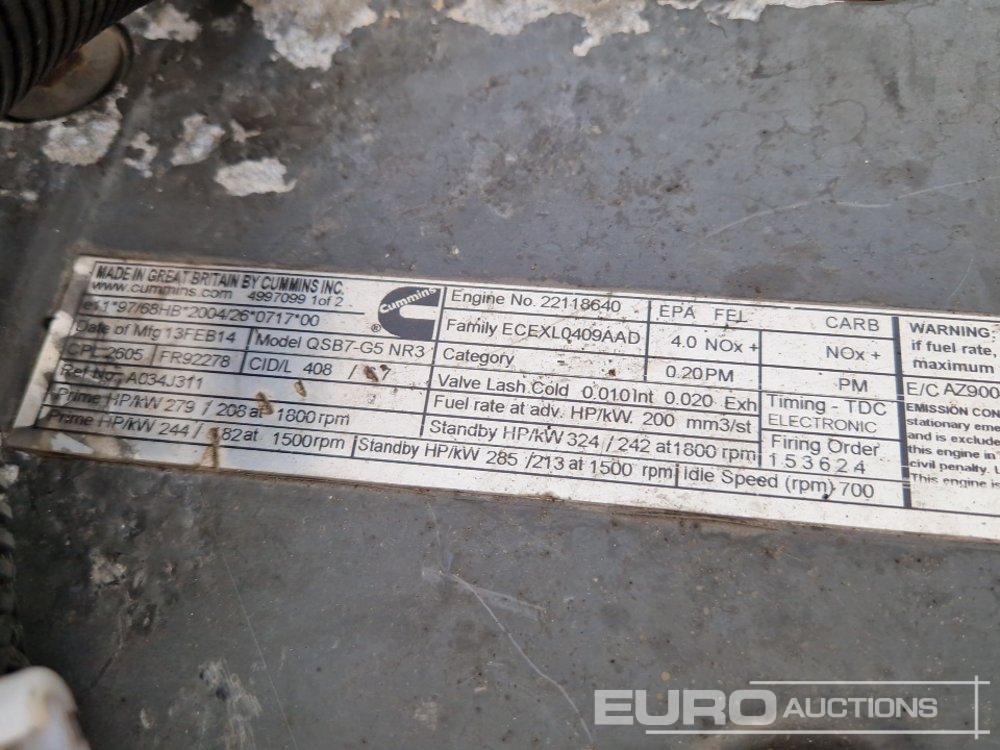 MADE IN GREAT BRITAIN BY CUMMINS INC.
www.cummins.com 4997099 1of 2
e11*97/68HB*2004/26*0717*00
Date of Mfg 13FEB14 Model QSB7-G5 NR3
CPL 2605 FR92278 CID/L 408 /
Ref No. A034J311
Prime HP/kW 279 / 208 at 1800 rpm
Prime HP/kW 244 / 182 at 1500 rpm
Cummins
®
Engine No. 22118640
Family ECEXL0409AAD
Category
Valve Lash Cold 0.010 Int 0.020 Exh
Fuel rate at adv. HP/kW. 200 mm3/st
Standby HP/kW 324 / 242 at 1800 rpm
Standby HP/kW 285 /213 at 1500 rpm
Idle Speed (rpm) 700
EPA FEL CARB
4.0 NOx + NOx +
0.20 PM PM
Timing - TDC
ELECTRONIC
Firing Order
1 5 3 6 2 4
WARNING:
if fuel rate,
maximum
E/C AZ900
EMISSION CON
stationary eme
and is exclude
this engine in
civil penalty. U
This engine is
EURO AUCTIONS